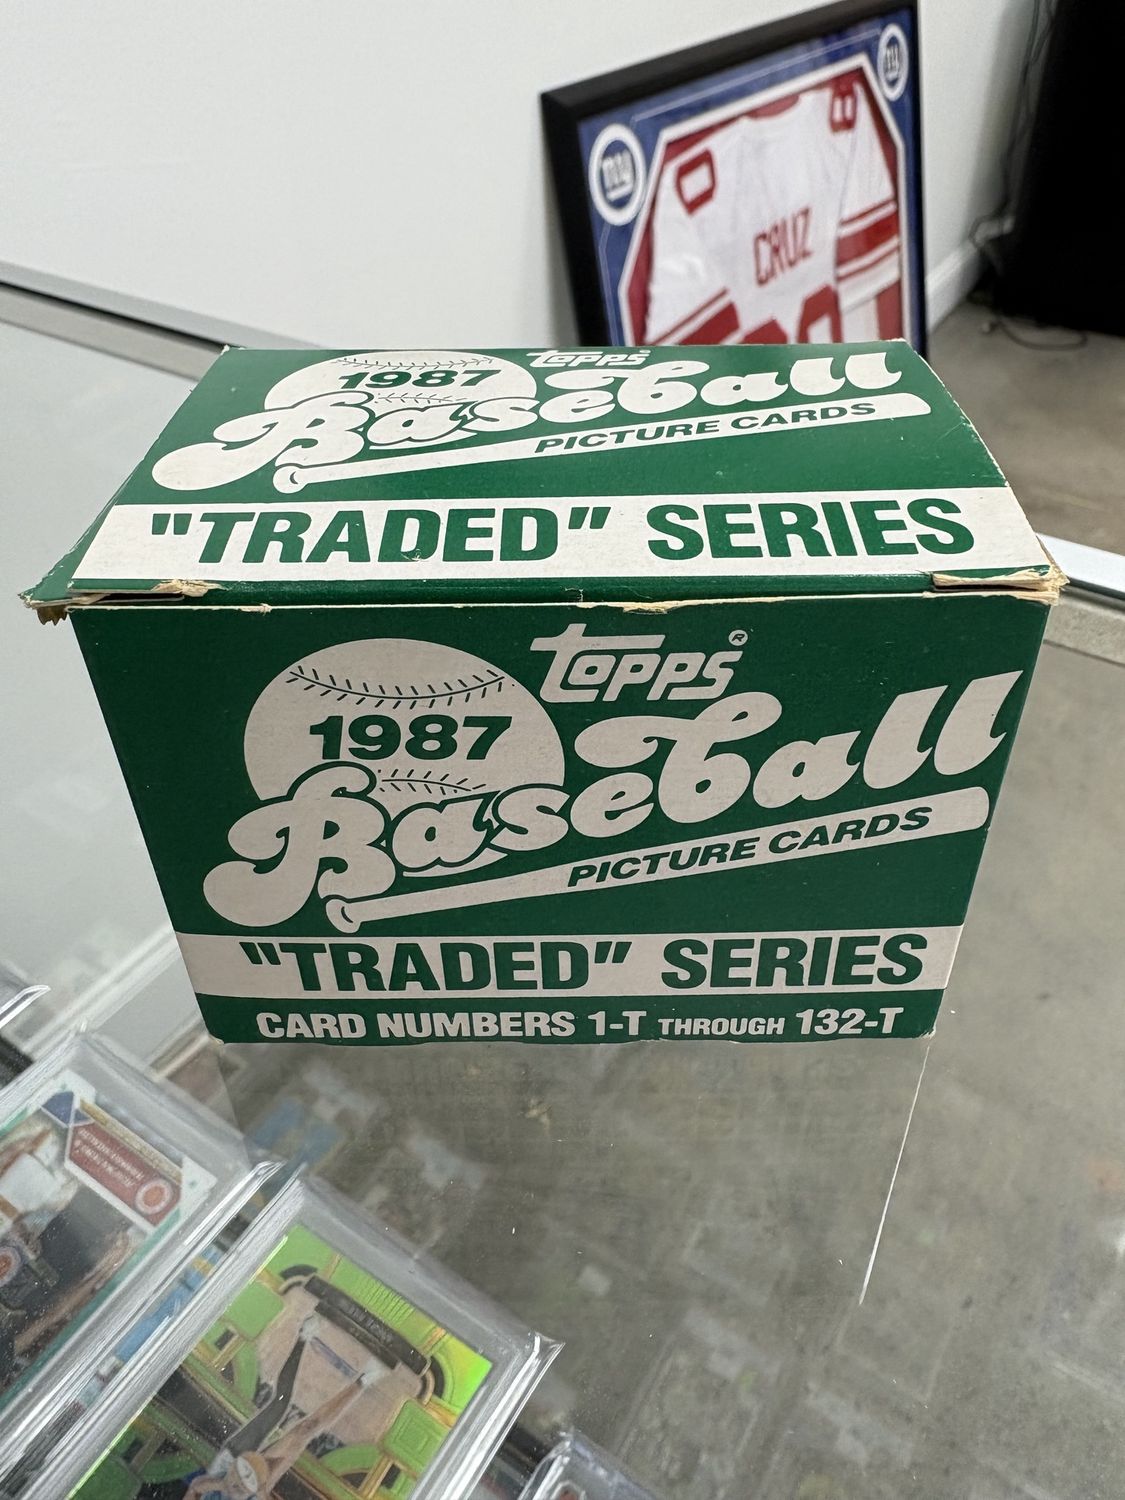 CRUZ
Topps
1987
Baseball
PICTURE CARDS
"TRADED" SERIES
Topps®
1987
Baseball
PICTURE CARDS
"TRADED" SERIES
CARD NUMBERS 1-T THROUGH 132-T